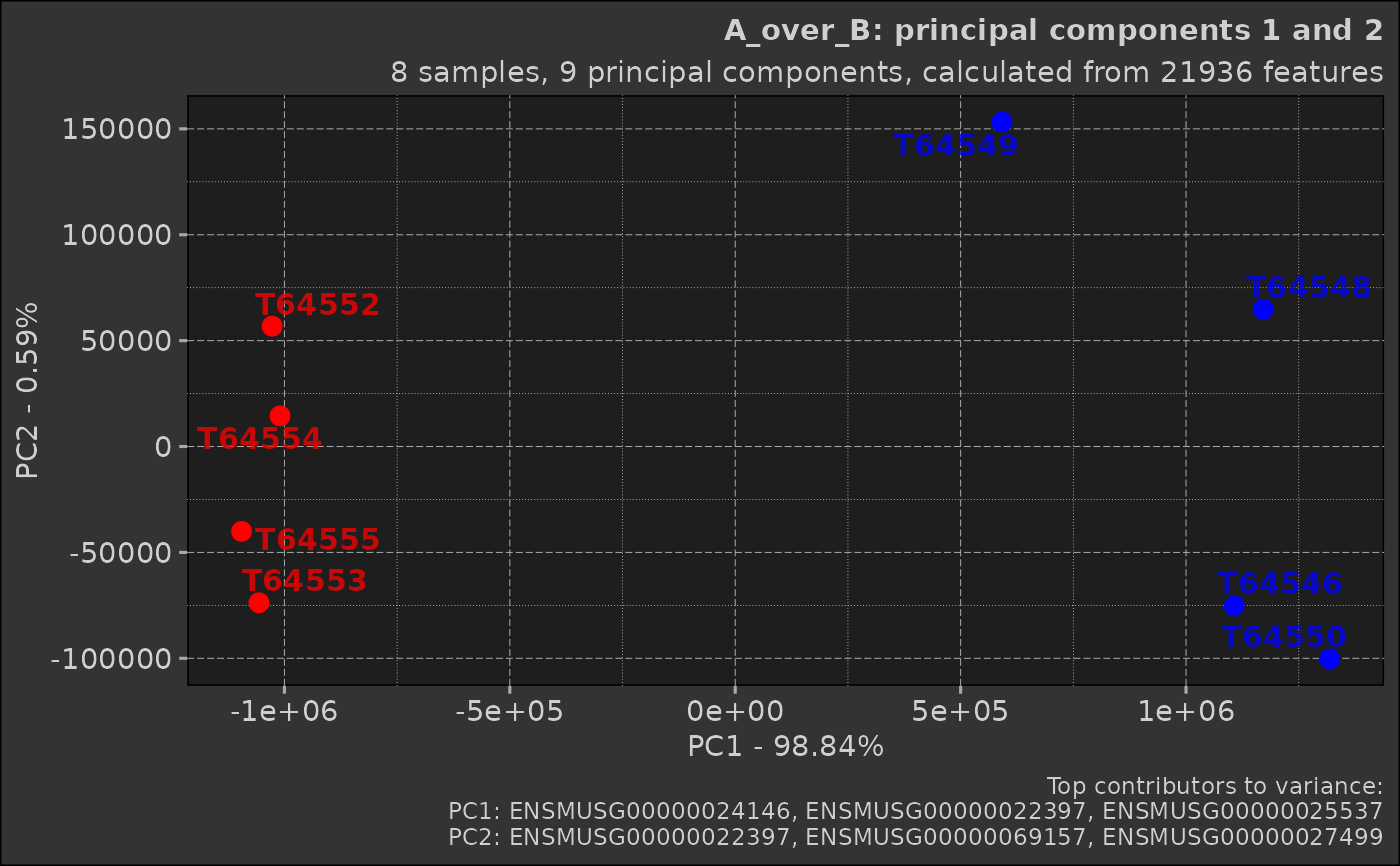 A_over_B: principal components 1 and 2
8 samples, 9 principal components, calculated from 21936 features
150000
T64549
100000
T64548
T64552
50000
PC2 - 0.59%
T64554
0
T64555
-50000
T64553
T64546
T64550
-100000
-1e+06 -5e+05 0e+00 5e+05 1e+06
PC1 - 98.84%
Top contributors to variance:
PC1: ENSMUSG00000024146, ENSMUSG00000022397, ENSMUSG00000025537
PC2: ENSMUSG00000022397, ENSMUSG00000069157, ENSMUSG00000027499